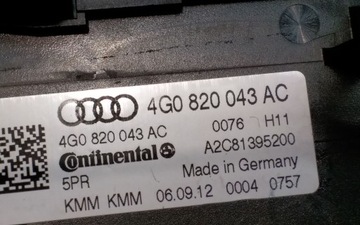 4G0 820 043 AC
4G0 820 043 AC 0076 H11
Continental A2C81395200
5PR Made in Germany
KMM KMM 06.09.12 0004 0757